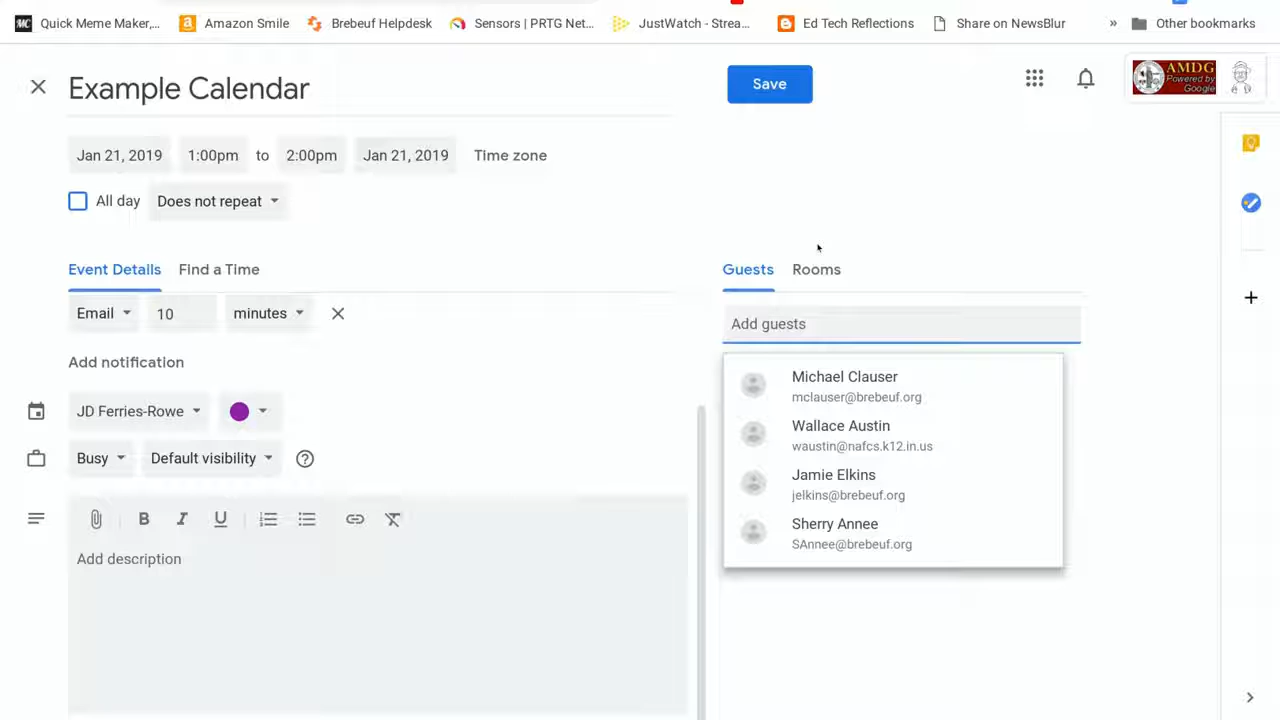 Quick Meme Maker,... Amazon Smile Brebeuf Helpdesk Sensors | PRTG Net... JustWatch - Strea... Ed Tech Reflections Share on NewsBlur » Other bookmarks
MC
Example Calendar
Save
AMDG
Powered by
Google
Jan 21, 2019 1:00pm to 2:00pm Jan 21, 2019 Time zone
All day Does not repeat
Event Details Find a Time
Guests Rooms
Email 10 minutes
Add guests
Add notification
Michael Clauser
mclauser@brebeuf.org
JD Ferries-Rowe
Wallace Austin
waustin@nafcs.k12.in.us
Busy Default visibility
Jamie Elkins
jelkins@brebeuf.org
B I U
Sherry Annee
SAnnee@brebeuf.org
Add description